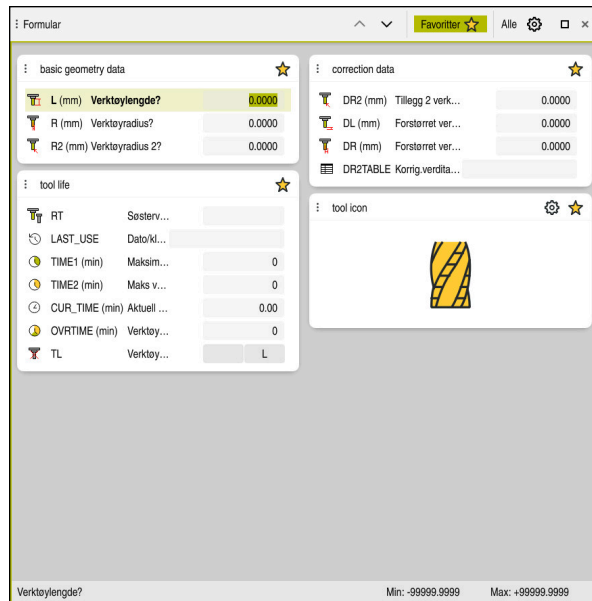 Formular
Favoritter
Alle
basic geometry data
L (mm) Verktøylengde? 0.0000
R (mm) Verktøyradius? 0.0000
R2 (mm) Verktøyradius 2? 0.0000
tool life
RT Søsterv...
LAST_USE Dato/kl...
TIME1 (min) Maksim... 0
TIME2 (min) Maks v... 0
CUR_TIME (min) Aktuell ... 0.00
OVRTIME (min) Verktøy... 0
TL Verktøy... L
correction data
DR2 (mm) Tillegg 2 verk... 0.0000
DL (mm) Forstørret ver... 0.0000
DR (mm) Forstørret ver... 0.0000
DR2TABLE Korrig.verdita...
tool icon
Verktøylengde? Min: -99999.9999 Max: +99999.9999